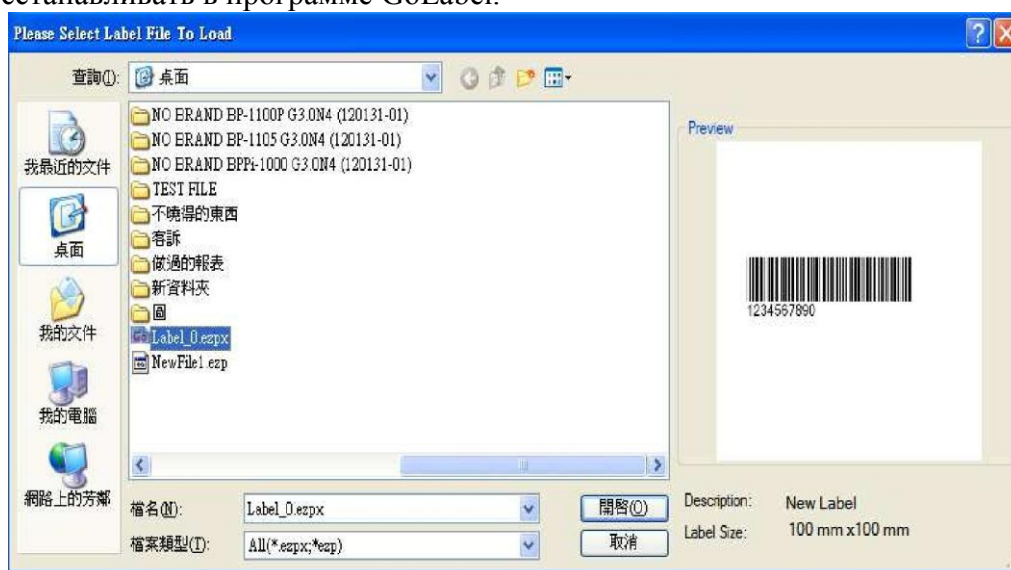 сстанавливать в программе GoLabel.
Please Select Label File To Load
查詢(I):
桌面
NO BRAND BP-1100P G3.0N4 (120131-01)
NO BRAND BP-1105 G3.0N4 (120131-01)
NO BRAND BPPi-1000 G3.0N4 (120131-01)
TEST FILE
不曉得的東西
客訴
做過的報表
新資料夾
圖
Label_0.ezpx
NewFile1.ezp
我最近的文件
桌面
我的文件
我的電腦
網路上的芳鄰
Preview
1234567890
檔名(N):
Label_0.ezpx
開啓(O)
檔案類型(T):
All(*.ezpx;*ezp)
取消
Description: New Label
Label Size: 100 mm x100 mm